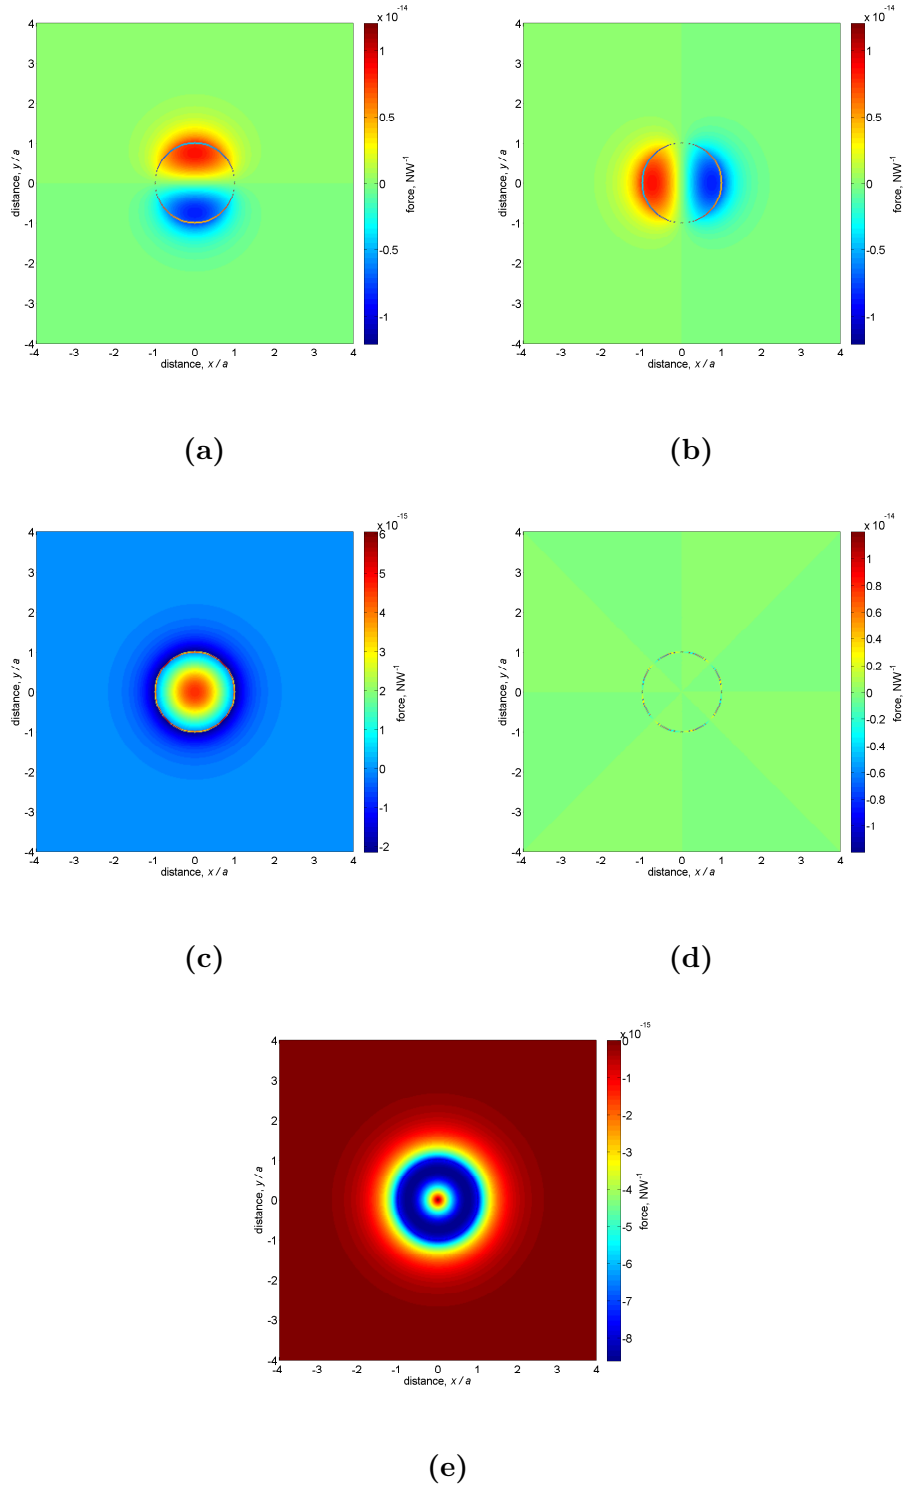 x 10⁻¹⁴
4
3
2
1
0
-1
-2
-3
-4
distance, y / a
-4 -3 -2 -1 0 1 2 3 4
distance, x / a
1
0.5
0
-0.5
-1
force, NW⁻¹
(a)
x 10⁻¹⁴
4
3
2
1
0
-1
-2
-3
-4
distance, y / a
-4 -3 -2 -1 0 1 2 3 4
distance, x / a
1
0.5
0
-0.5
-1
force, NW⁻¹
(b)
x 10⁻¹⁵
4
3
2
1
0
-1
-2
-3
-4
distance, y / a
-4 -3 -2 -1 0 1 2 3 4
distance, x / a
6
5
4
3
2
1
0
-1
-2
force, NW⁻¹
(c)
x 10⁻¹⁴
4
3
2
1
0
-1
-2
-3
-4
distance, y / a
-4 -3 -2 -1 0 1 2 3 4
distance, x / a
1
0.8
0.6
0.4
0.2
0
-0.2
-0.4
-0.6
-0.8
-1
force, NW⁻¹
(d)
x 10⁻¹⁵
4
3
2
1
0
-1
-2
-3
-4
distance, y / a
-4 -3 -2 -1 0 1 2 3 4
distance, x / a
0
-1
-2
-3
-4
-5
-6
-7
-8
force, NW⁻¹
(e)